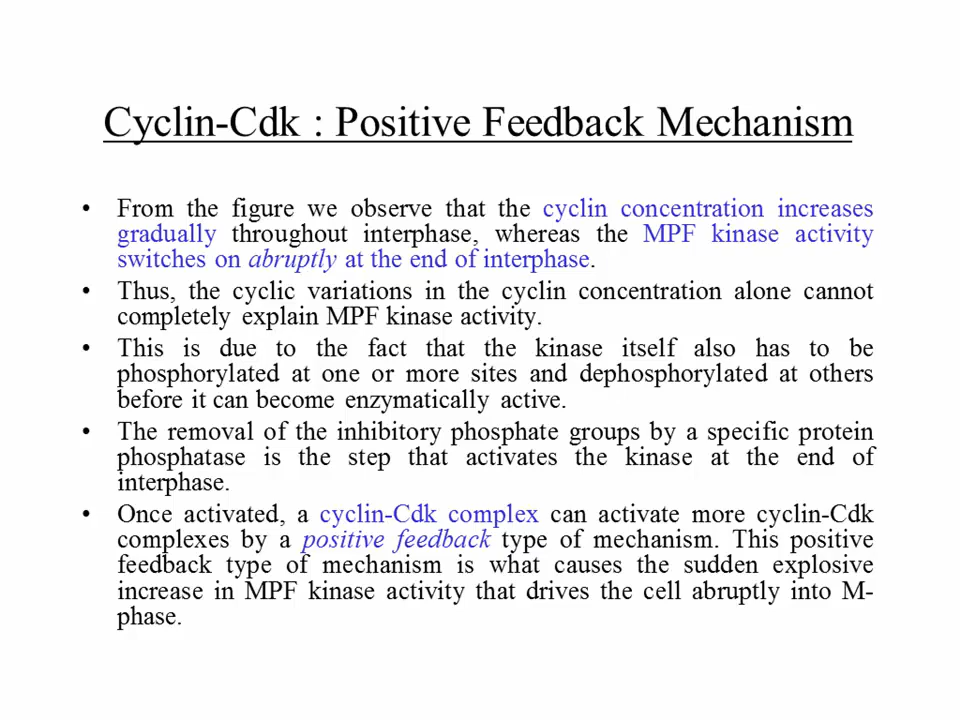 Cyclin-Cdk : Positive Feedback Mechanism
• From the figure we observe that the cyclin concentration increases
gradually throughout interphase, whereas the MPF kinase activity
switches on abruptly at the end of interphase.
• Thus, the cyclic variations in the cyclin concentration alone cannot
completely explain MPF kinase activity.
• This is due to the fact that the kinase itself also has to be
phosphorylated at one or more sites and dephosphorylated at others
before it can become enzymatically active.
• The removal of the inhibitory phosphate groups by a specific protein
phosphatase is the step that activates the kinase at the end of
interphase.
• Once activated, a cyclin-Cdk complex can activate more cyclin-Cdk
complexes by a positive feedback type of mechanism. This positive
feedback type of mechanism is what causes the sudden explosive
increase in MPF kinase activity that drives the cell abruptly into M-
phase.